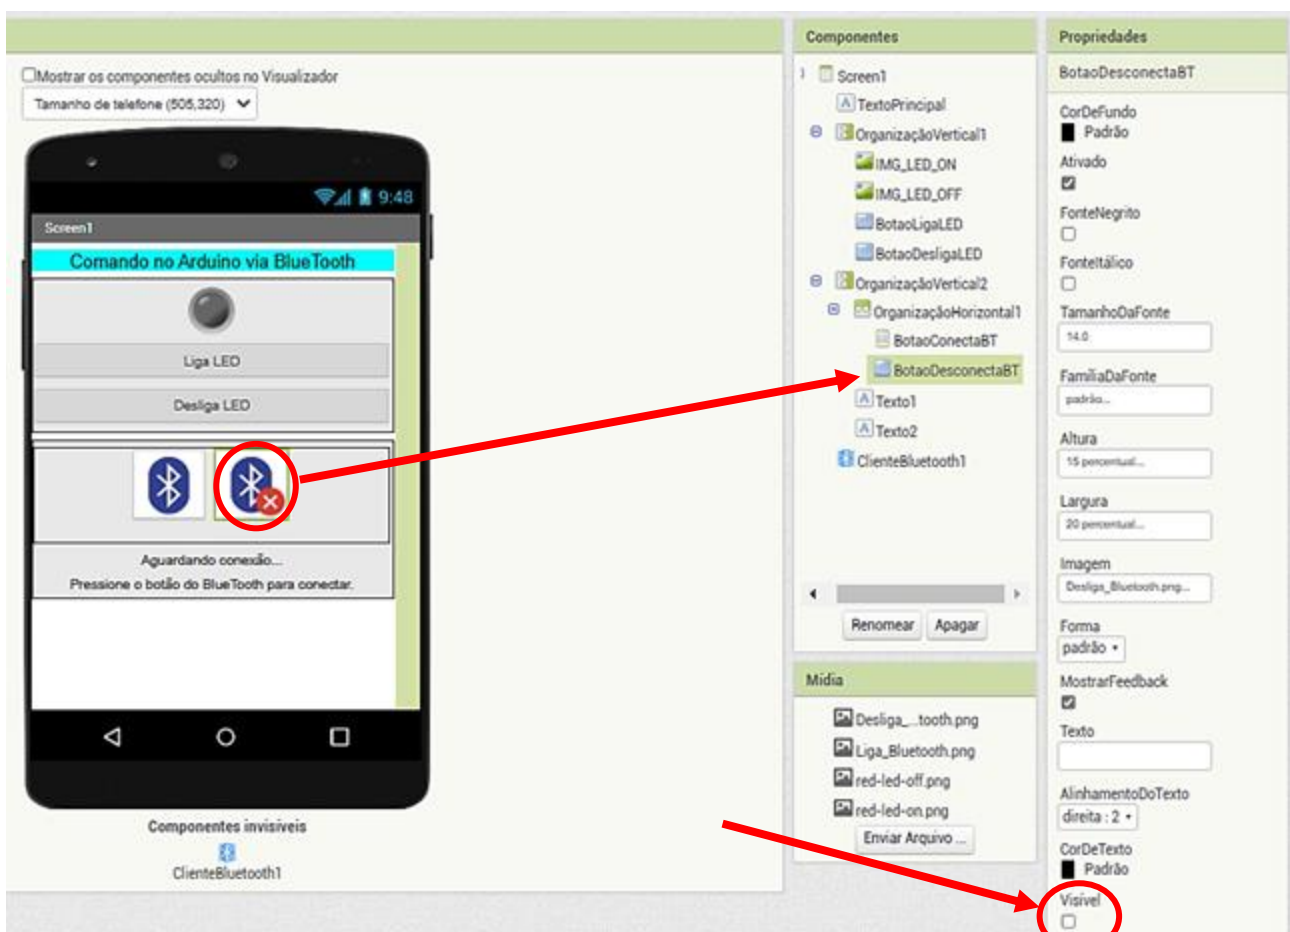 Mostrar os componentes ocultos no Visualizador
Tamanho de telefone (505,320)
9:48
Screen1
Comando no Arduino via BlueTooth
Liga LED
Desliga LED
Aguardando conexão...
Pressione o botão do BlueTooth para conectar.
Componentes invisíveis
ClienteBluetooth1
Componentes
Screen1
TextoPrincipal
OrganizaçãoVertical1
IMG_LED_ON
IMG_LED_OFF
BotaoLigaLED
BotaoDesligaLED
OrganizaçãoVertical2
OrganizaçãoHorizontal1
BotaoConectaBT
BotaoDesconectaBT
Texto1
Texto2
ClienteBluetooth1
Renomear Apagar
Mídia
Desliga_...tooth.png
Liga_Bluetooth.png
red-led-off.png
red-led-on.png
Enviar Arquivo ...
Propriedades
BotaoDesconectaBT
CorDeFundo
Padrão
Ativado
FonteNegrito
FonteItálico
TamanhoDaFonte
14.0
FamíliaDaFonte
padrão...
Altura
15 percentual...
Largura
20 percentual...
Imagem
Desliga_Bluetooth.png...
Forma
padrão
MostrarFeedback
Texto
AlinhamentoDoTexto
direita : 2
CorDeTexto
Padrão
Visível